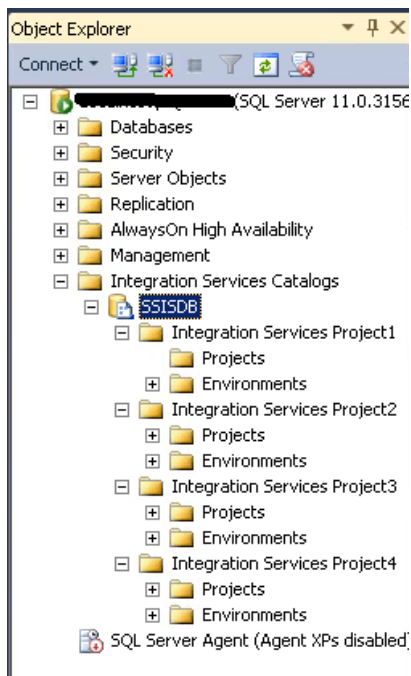 Object Explorer
Connect
(SQL Server 11.0.3156
Databases
Security
Server Objects
Replication
AlwaysOn High Availability
Management
Integration Services Catalogs
SSISDB
Integration Services Project1
Projects
Environments
Integration Services Project2
Projects
Environments
Integration Services Project3
Projects
Environments
Integration Services Project4
Projects
Environments
SQL Server Agent (Agent XPs disabled)